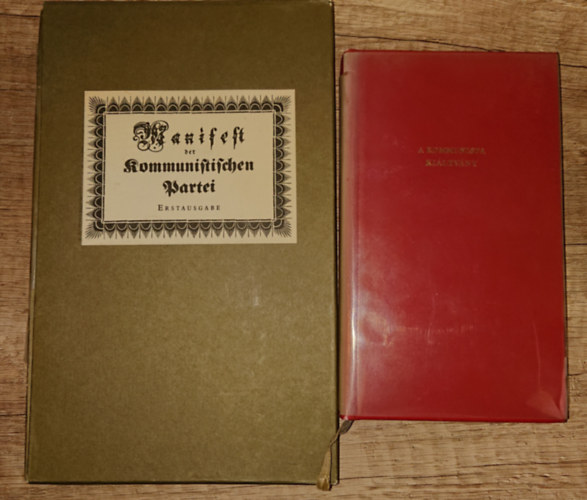 Manifest
der
Kommunistischen
Partei
ERSTAUSGABE
A KOMMUNISTA
KIÁLTVÁNY